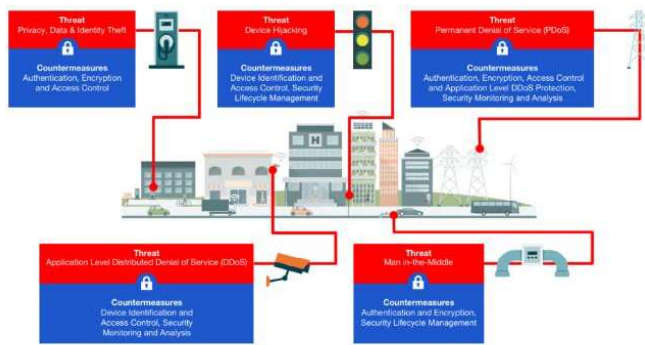 Threat
Privacy, Data & Identity Theft
Countermeasures
Authentication, Encryption
and Access Control
Threat
Device Hijacking
Countermeasures
Device Identification and
Access Control, Security
Lifecycle Management
Threat
Permanent Denial of Service (PDoS)
Countermeasures
Authentication, Encryption, Access Control
and Application Level DDoS Protection,
Security Monitoring and Analysis
H
Threat
Application Level Distributed Denial of Service (DDoS)
Countermeasures
Device Identification and
Access Control, Security
Monitoring and Analysis
Threat
Man in-the-Middle
Countermeasures
Authentication and Encryption,
Security Lifecycle Management